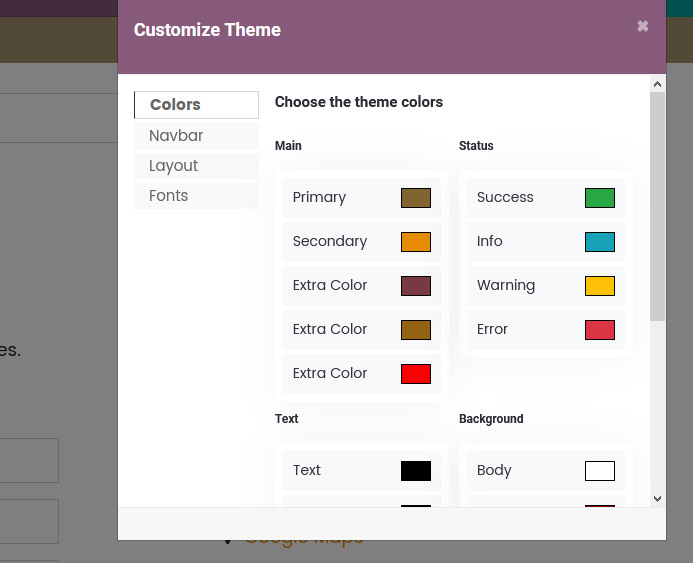 Customize Theme
Colors
Navbar
Layout
Fonts
Choose the theme colors
Main
Primary
Secondary
Extra Color
Extra Color
Extra Color
Status
Success
Info
Warning
Error
Text
Text
Background
Body
es.
Google Maps